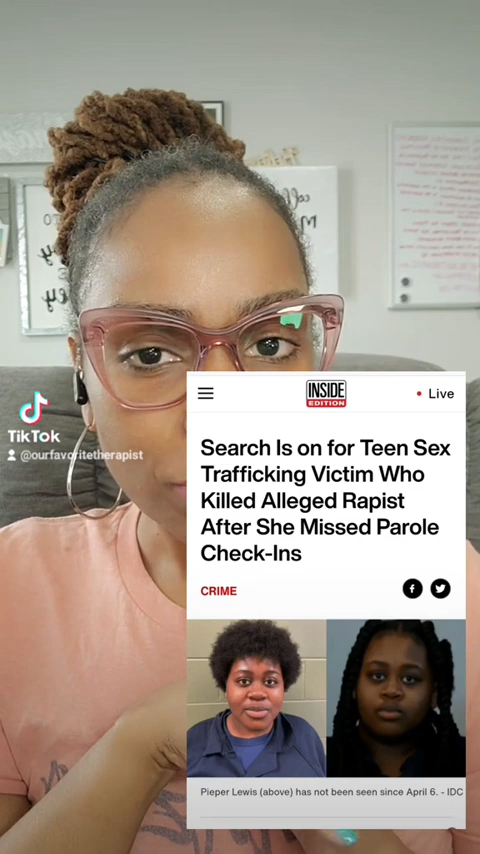 TikTok
@ourfavoritetherapist
INSIDE
EDITION
Live
Search Is on for Teen Sex
Trafficking Victim Who
Killed Alleged Rapist
After She Missed Parole
Check-Ins
CRIME
Pieper Lewis (above) has not been seen since April 6. - IDC